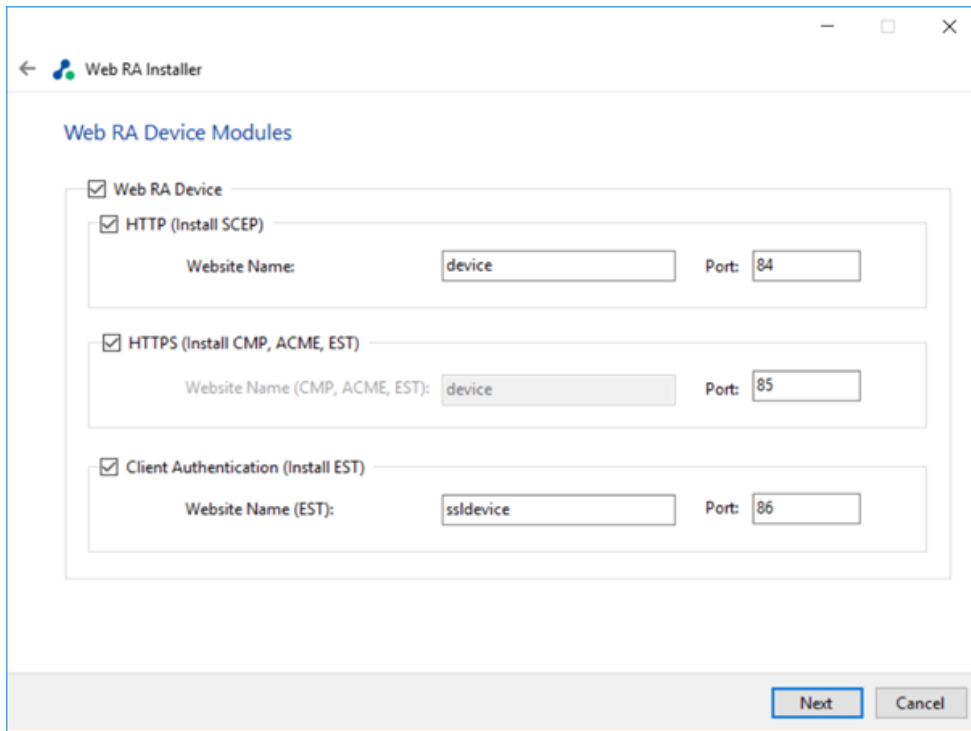 Web RA Installer
Web RA Device Modules
Web RA Device
HTTP (Install SCEP)
Website Name: device Port: 84
HTTPS (Install CMP, ACME, EST)
Website Name (CMP, ACME, EST): device Port: 85
Client Authentication (Install EST)
Website Name (EST): ssldevice Port: 86
Next Cancel